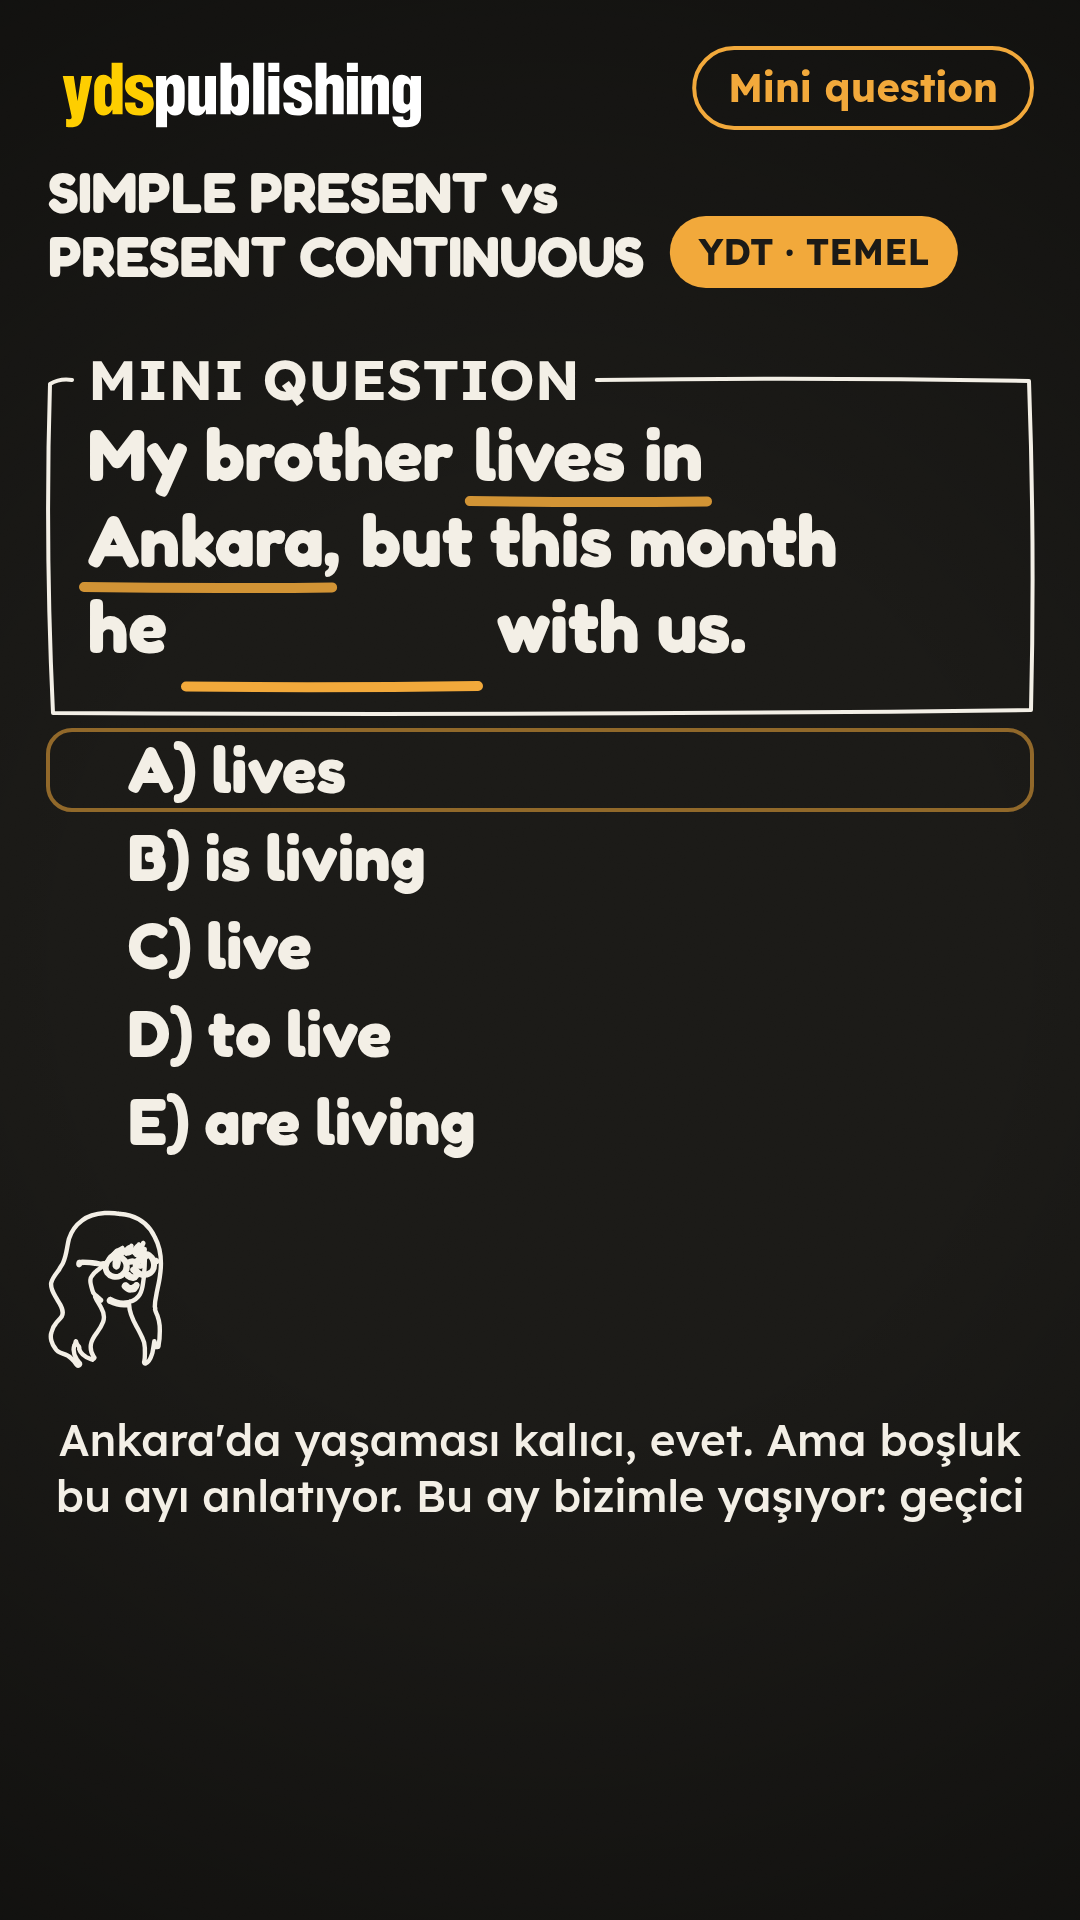 ydspublishing
Mini question
SIMPLE PRESENT vs
PRESENT CONTINUOUS
YDT · TEMEL
MINI QUESTION
My brother lives in
Ankara, but this month
he with us.
A) lives
B) is living
C) live
D) to live
E) are living
Ankara'da yaşaması kalıcı, evet. Ama boşluk
bu ayı anlatıyor. Bu ay bizimle yaşıyor: geçici